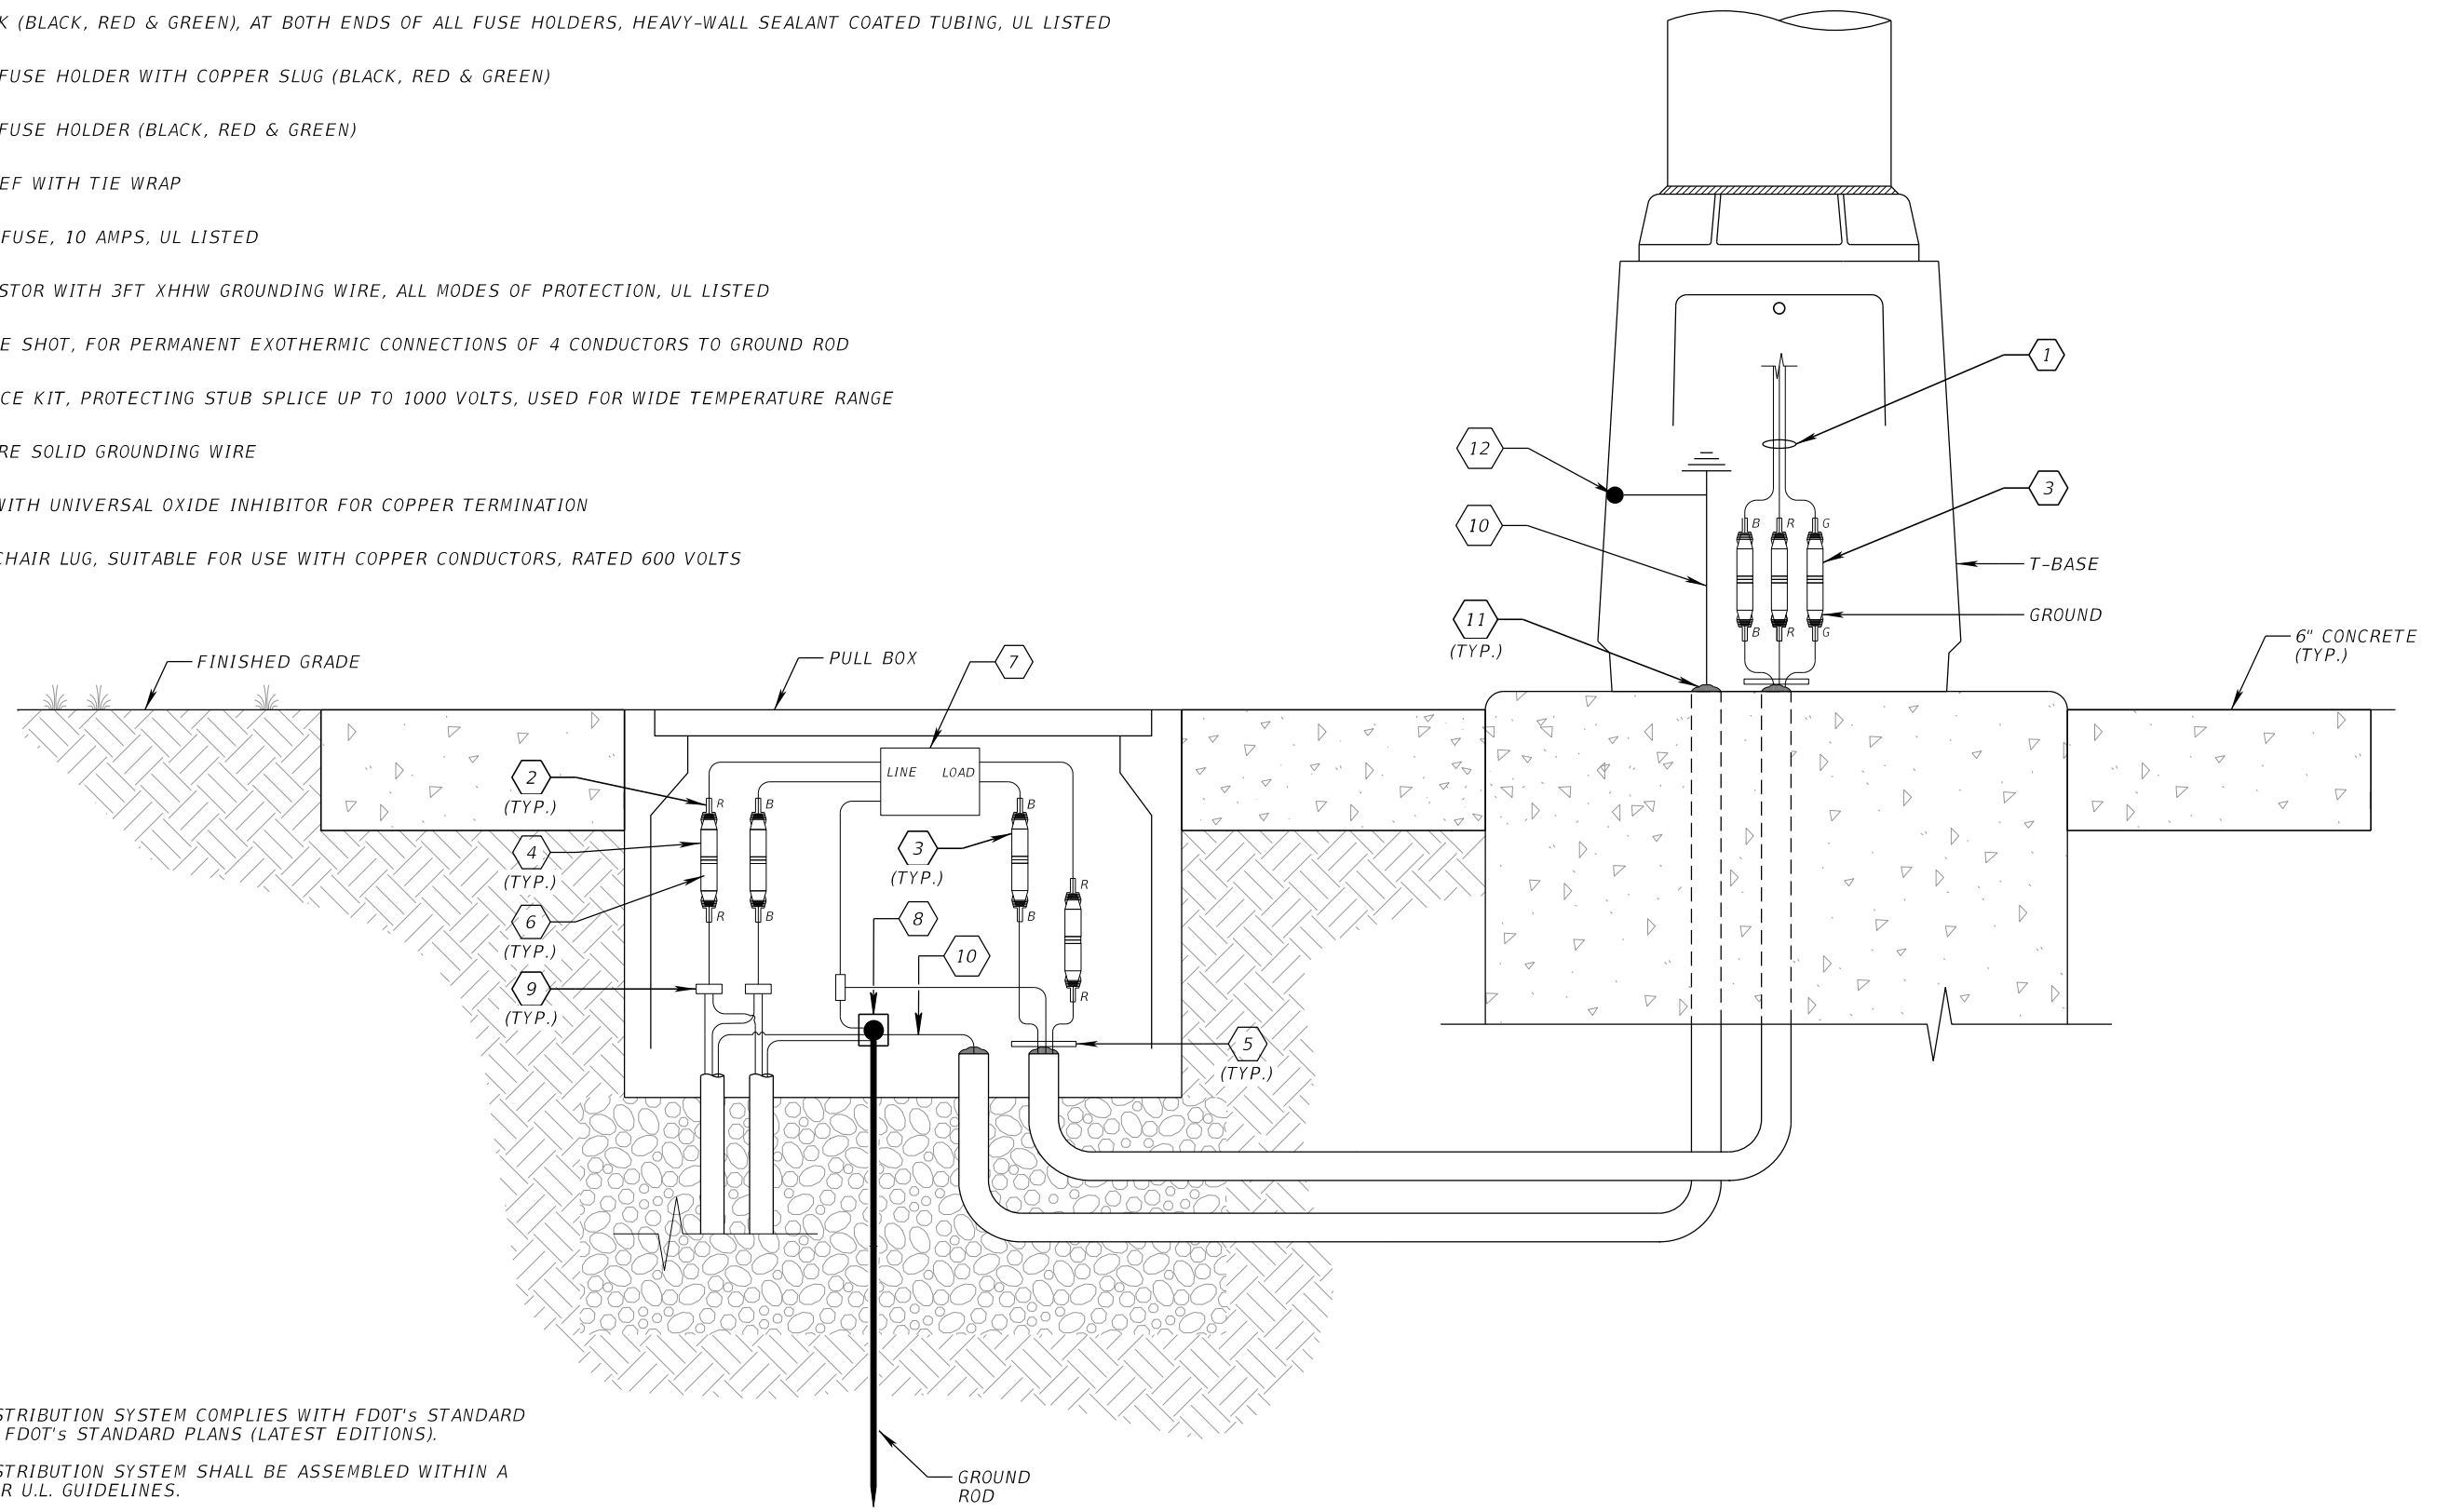 (BLACK, RED & GREEN), AT BOTH ENDS OF ALL FUSE HOLDERS, HEAVY-WALL SEALANT COATED TUBING, UL LISTED
FUSE HOLDER WITH COPPER SLUG (BLACK, RED & GREEN)
FUSE HOLDER (BLACK, RED & GREEN)
WITH TIE WRAP
FUSE, 10 AMPS, UL LISTED
WITH 3FT XHHW GROUNDING WIRE, ALL MODES OF PROTECTION, UL LISTED
SHOT, FOR PERMANENT EXOTHERMIC CONNECTIONS OF 4 CONDUCTORS TO GROUND ROD
KIT, PROTECTING STUB SPLICE UP TO 1000 VOLTS, USED FOR WIDE TEMPERATURE RANGE
SOLID GROUNDING WIRE
WITH UNIVERSAL OXIDE INHIBITOR FOR COPPER TERMINATION
CHAIR LUG, SUITABLE FOR USE WITH COPPER CONDUCTORS, RATED 600 VOLTS
1
12
3
10
B R G
T-BASE
GROUND
11
(TYP.)
B R G
6" CONCRETE
(TYP.)
FINISHED GRADE
PULL BOX
7
LINE LOAD
2
(TYP.)
R B B
4
(TYP.)
3
(TYP.)
R
6
(TYP.)
R B B
8
10
9
(TYP.)
R
5
(TYP.)
SYSTEM COMPLIES WITH FDOT's STANDARD
FDOT's STANDARD PLANS (LATEST EDITIONS).
SYSTEM SHALL BE ASSEMBLED WITHIN A
U.L. GUIDELINES.
GROUND
ROD